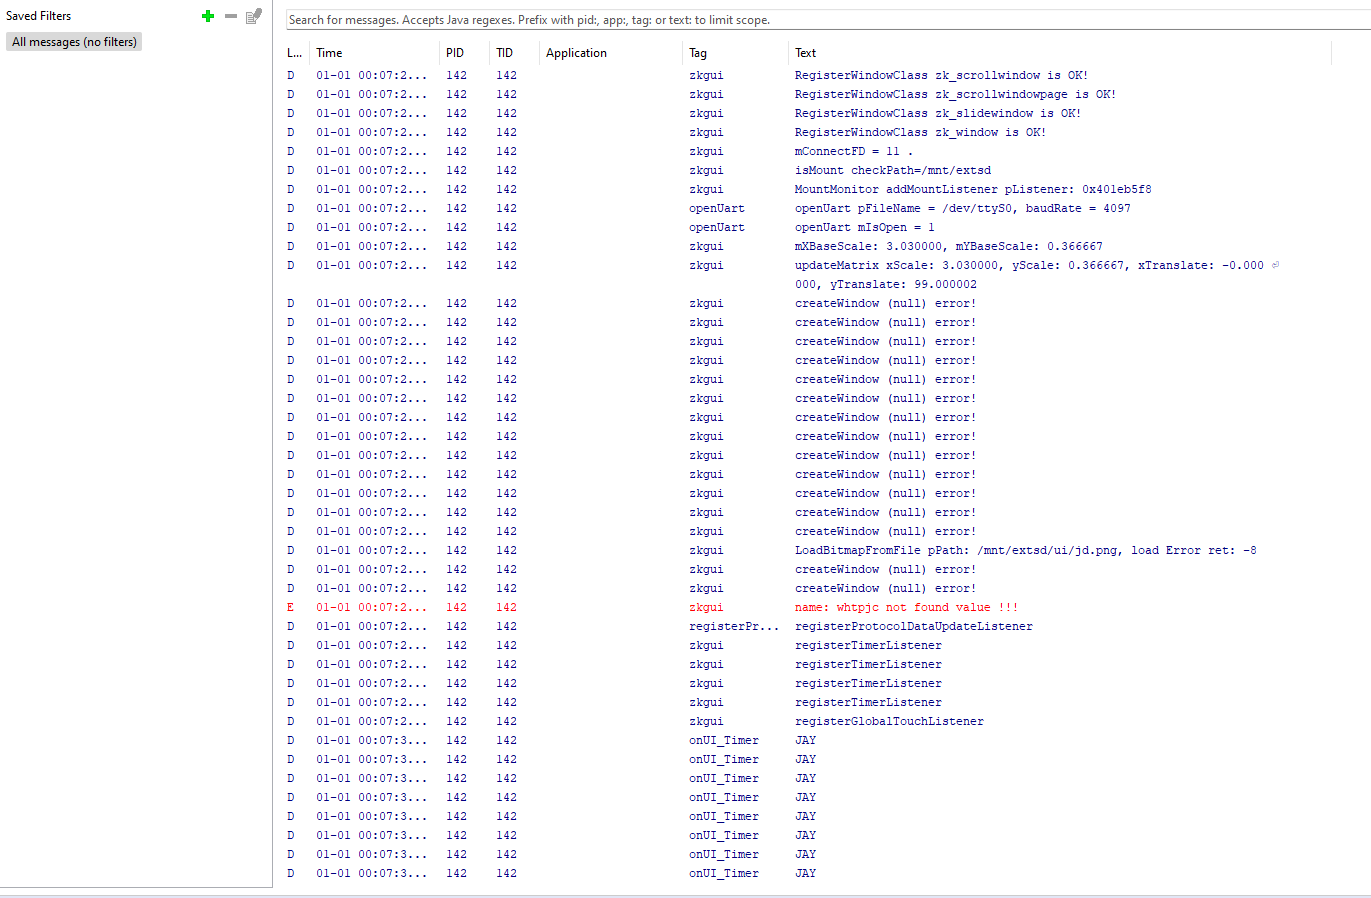 Saved Filters
All messages (no filters)
Search for messages. Accepts Java regexes. Prefix with pid:, app:, tag: or text: to limit scope.
L... Time PID TID Application Tag Text
D 01-01 00:07:2... 142 142 zkgui RegisterWindowClass zk_scrollwindow is OK!
D 01-01 00:07:2... 142 142 zkgui RegisterWindowClass zk_scrollwindowpage is OK!
D 01-01 00:07:2... 142 142 zkgui RegisterWindowClass zk_slidewindow is OK!
D 01-01 00:07:2... 142 142 zkgui RegisterWindowClass zk_window is OK!
D 01-01 00:07:2... 142 142 zkgui mConnectFD = 11 .
D 01-01 00:07:2... 142 142 zkgui isMount checkPath=/mnt/extsd
D 01-01 00:07:2... 142 142 zkgui MountMonitor addMountListener pListener: 0x401eb5f8
D 01-01 00:07:2... 142 142 openUart openUart pFileName = /dev/ttyS0, baudRate = 4097
D 01-01 00:07:2... 142 142 openUart openUart mIsOpen = 1
D 01-01 00:07:2... 142 142 zkgui mXBaseScale: 3.030000, mYBaseScale: 0.366667
D 01-01 00:07:2... 142 142 zkgui updateMatrix xScale: 3.030000, yScale: 0.366667, xTranslate: -0.000
000, yTranslate: 99.000002
D 01-01 00:07:2... 142 142 zkgui createWindow (null) error!
D 01-01 00:07:2... 142 142 zkgui createWindow (null) error!
D 01-01 00:07:2... 142 142 zkgui createWindow (null) error!
D 01-01 00:07:2... 142 142 zkgui createWindow (null) error!
D 01-01 00:07:2... 142 142 zkgui createWindow (null) error!
D 01-01 00:07:2... 142 142 zkgui createWindow (null) error!
D 01-01 00:07:2... 142 142 zkgui createWindow (null) error!
D 01-01 00:07:2... 142 142 zkgui createWindow (null) error!
D 01-01 00:07:2... 142 142 zkgui createWindow (null) error!
D 01-01 00:07:2... 142 142 zkgui createWindow (null) error!
D 01-01 00:07:2... 142 142 zkgui createWindow (null) error!
D 01-01 00:07:2... 142 142 zkgui createWindow (null) error!
D 01-01 00:07:2... 142 142 zkgui createWindow (null) error!
D 01-01 00:07:2... 142 142 zkgui LoadBitmapFromFile pPath: /mnt/extsd/ui/jd.png, load Error ret: -8
D 01-01 00:07:2... 142 142 zkgui createWindow (null) error!
D 01-01 00:07:2... 142 142 zkgui createWindow (null) error!
E 01-01 00:07:2... 142 142 zkgui name: whtpjc not found value !!!
D 01-01 00:07:2... 142 142 registerPr... registerProtocolDataUpdateListener
D 01-01 00:07:2... 142 142 zkgui registerTimerListener
D 01-01 00:07:2... 142 142 zkgui registerTimerListener
D 01-01 00:07:2... 142 142 zkgui registerTimerListener
D 01-01 00:07:2... 142 142 zkgui registerTimerListener
D 01-01 00:07:2... 142 142 zkgui registerGlobalTouchListener
D 01-01 00:07:3... 142 142 onUI_Timer JAY
D 01-01 00:07:3... 142 142 onUI_Timer JAY
D 01-01 00:07:3... 142 142 onUI_Timer JAY
D 01-01 00:07:3... 142 142 onUI_Timer JAY
D 01-01 00:07:3... 142 142 onUI_Timer JAY
D 01-01 00:07:3... 142 142 onUI_Timer JAY
D 01-01 00:07:3... 142 142 onUI_Timer JAY
D 01-01 00:07:3... 142 142 onUI_Timer JAY